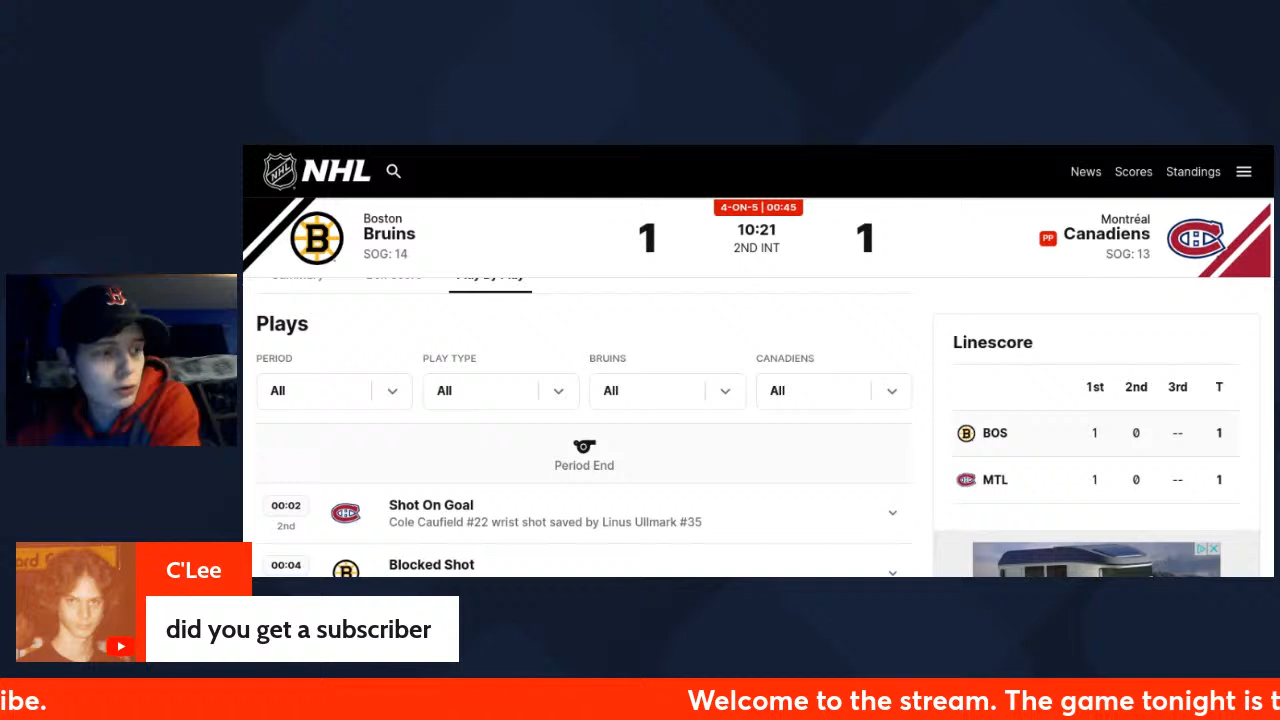 NHL
News Scores Standings
4-ON-5 | 00:45
Boston
Bruins
SOG: 14
1
10:21
2ND INT
1
PP
Montréal
Canadiens
SOG: 13
Plays
PERIOD PLAY TYPE BRUINS CANADIENS
All All All All
Period End
00:02
2nd
Shot On Goal
Cole Caufield #22 wrist shot saved by Linus Ullmark #35
00:04
Blocked Shot
Linescore
1st 2nd 3rd T
BOS 1 0 -- 1
MTL 1 0 -- 1
C'Lee
did you get a subscriber
ibe. Welcome to the stream. The game tonight is t